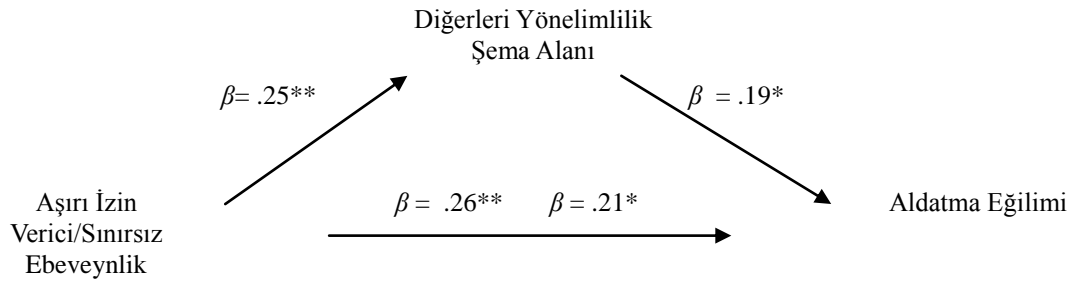 Diğerleri Yönelimlilik
Şema Alanı
β= .25**
β = .19*
Aşırı İzin
Verici/Sınırsız
Ebeveynlik
β = .26** β = .21*
Aldatma Eğilimi